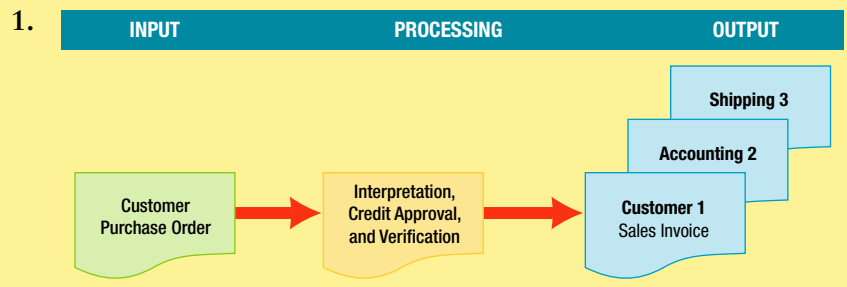 1.
INPUT PROCESSING OUTPUT
Shipping 3
Accounting 2
Customer
Purchase Order
Interpretation,
Credit Approval,
and Verification
Customer 1
Sales Invoice